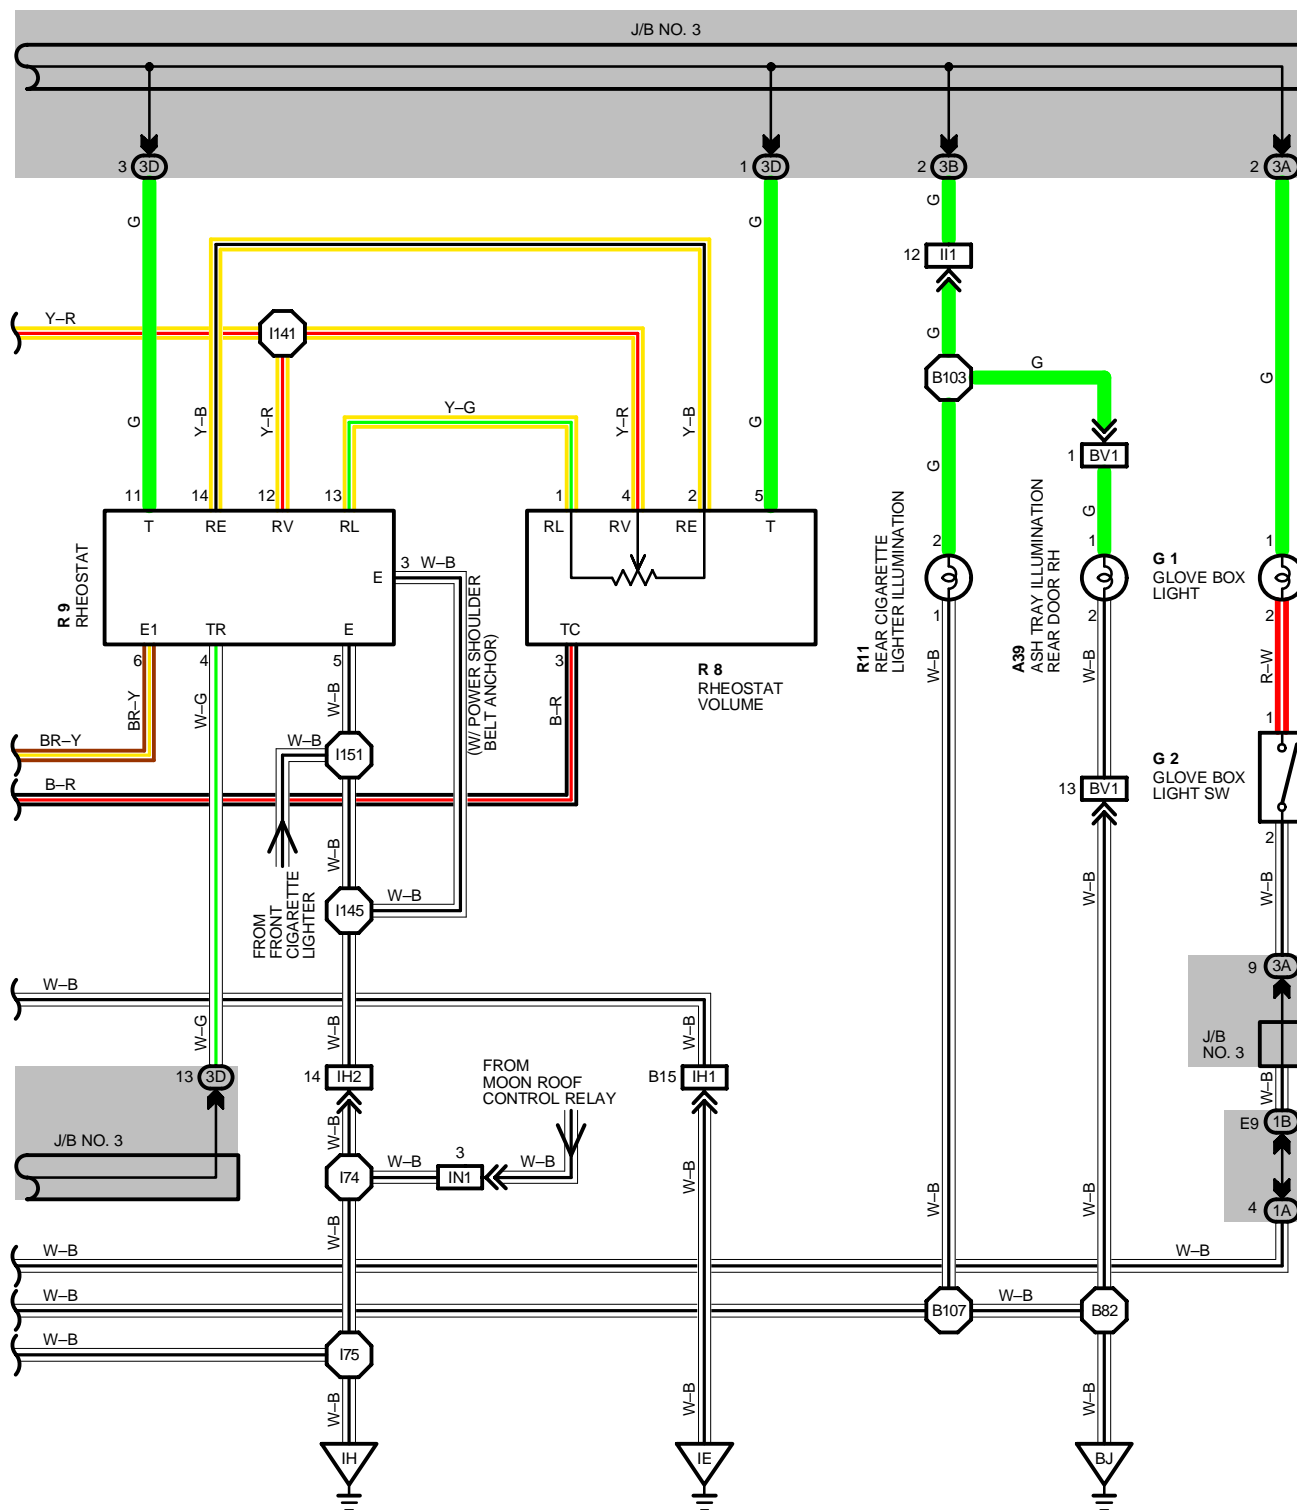 J/B NO. 3
3 3D
1 3D
2 3B
2 3A
G
G
G
G
12 II1
Y–R
I141
G
B103
G
Y–G
G
Y–B
Y–R
Y–R
Y–B
G
G
1 BV1
G
11
14
12
13
1
4
2
5
T
RE
RV
RL
RL
RV
RE
T
R 9
RHEOSTAT
E
3 W–B
(W/ POWER SHOULDER
BELT ANCHOR)
E1
TR
E
TC
6
4
5
3
R 8
RHEOSTAT
VOLUME
2
1
R11
REAR CIGARETTE
LIGHTER ILLUMINATION
1
2
A39
ASH TRAY ILLUMINATION
REAR DOOR RH
1
G 1
GLOVE BOX
LIGHT
2
BR–Y
W–G
W–B
B–R
W–B
W–B
R–W
BR–Y
W–B
I151
1
G 2
GLOVE BOX
LIGHT SW
2
B–R
13 BV1
W–B
W–B
W–B
FROM
FRONT
CIGARETTE
LIGHTER
I145
W–B
W–B
9 3A
W–G
W–B
W–B
J/B
NO. 3
13 3D
14 IH2
B15 IH1
FROM
MOON ROOF
CONTROL RELAY
W–B
E9 1B
J/B NO. 3
W–B
I74
W–B
3
IN1
W–B
W–B
W–B
W–B
W–B
4 1A
W–B
W–B
W–B
B107
W–B
B82
W–B
I75
W–B
W–B
W–B
IH
IE
BJ